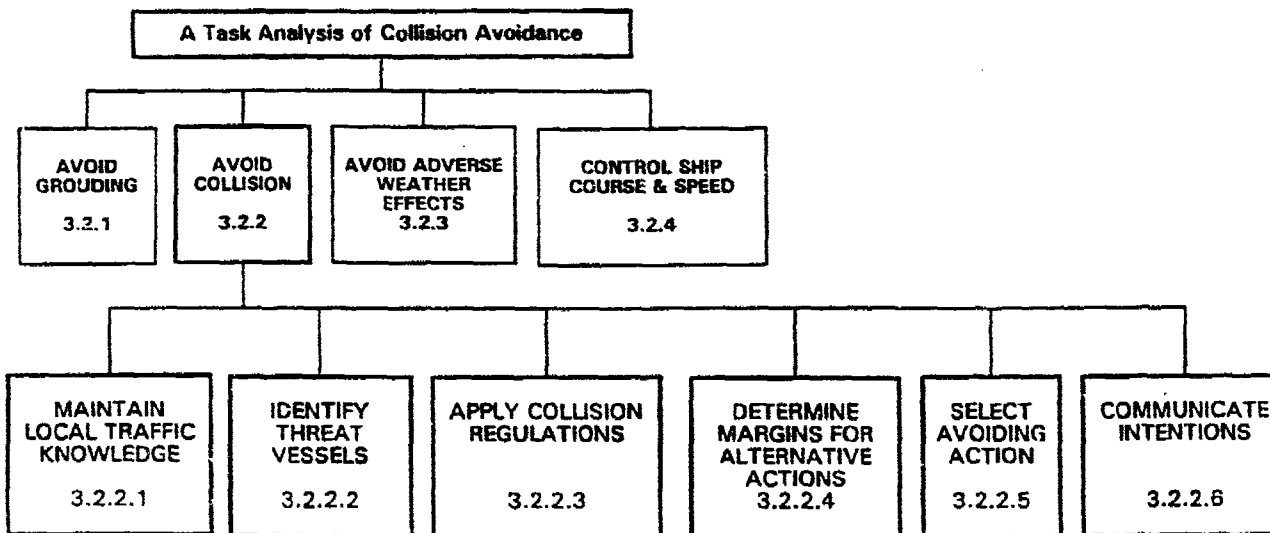 A Task Analysis of Collision Avoidance
AVOID
GROUDING
3.2.1
AVOID
COLLISION
3.2.2
AVOID ADVERSE
WEATHER
EFFECTS
3.2.3
CONTROL SHIP
COURSE & SPEED
3.2.4
MAINTAIN
LOCAL TRAFFIC
KNOWLEDGE
3.2.2.1
IDENTIFY
THREAT
VESSELS
3.2.2.2
APPLY COLLISION
REGULATIONS
3.2.2.3
DETERMINE
MARGINS FOR
ALTERNATIVE
ACTIONS
3.2.2.4
SELECT
AVOIDING
ACTION
3.2.2.5
COMMUNICATE
INTENTIONS
3.2.2.6